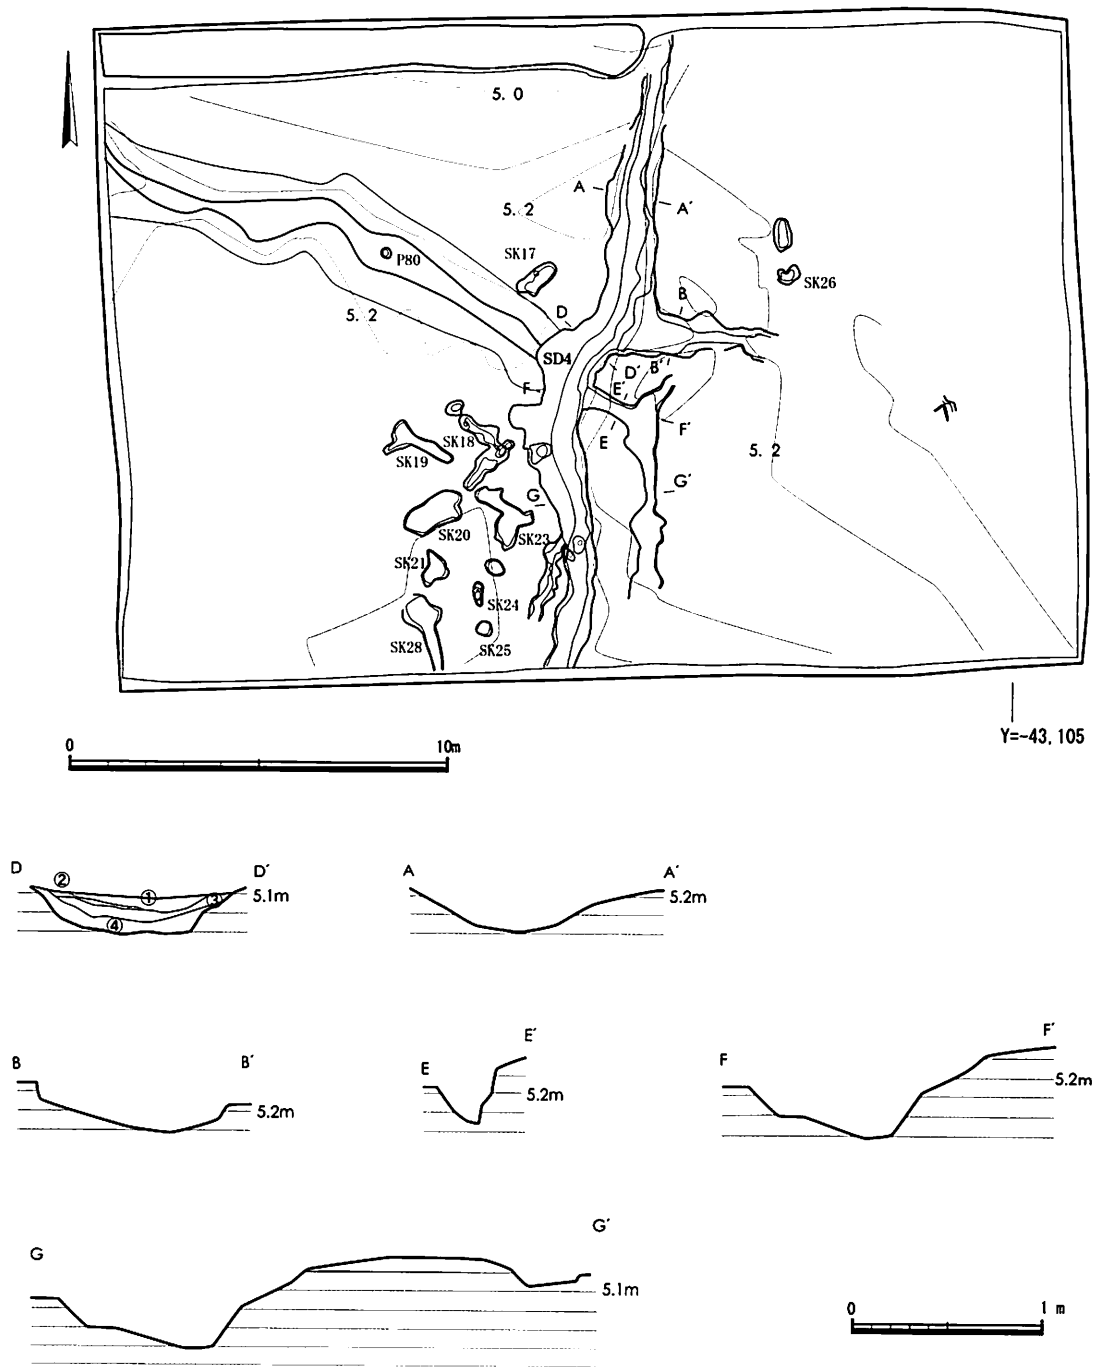 5. 0
A
A′
5. 2
SK17
P80
SK26
B
D
5. 2
SD4
D′
B′
F
E′
F′
E
SK18
SK19
5. 2
G′
G
SK20
SK23
SK21
SK24
SK28
SK25
Y=-43, 105
0
10m
D
D′
②
①
③
5.1m
④
A
A′
5.2m
B
B′
5.2m
E
E′
5.2m
F
F′
5.2m
G
G′
5.1m
0
1 m